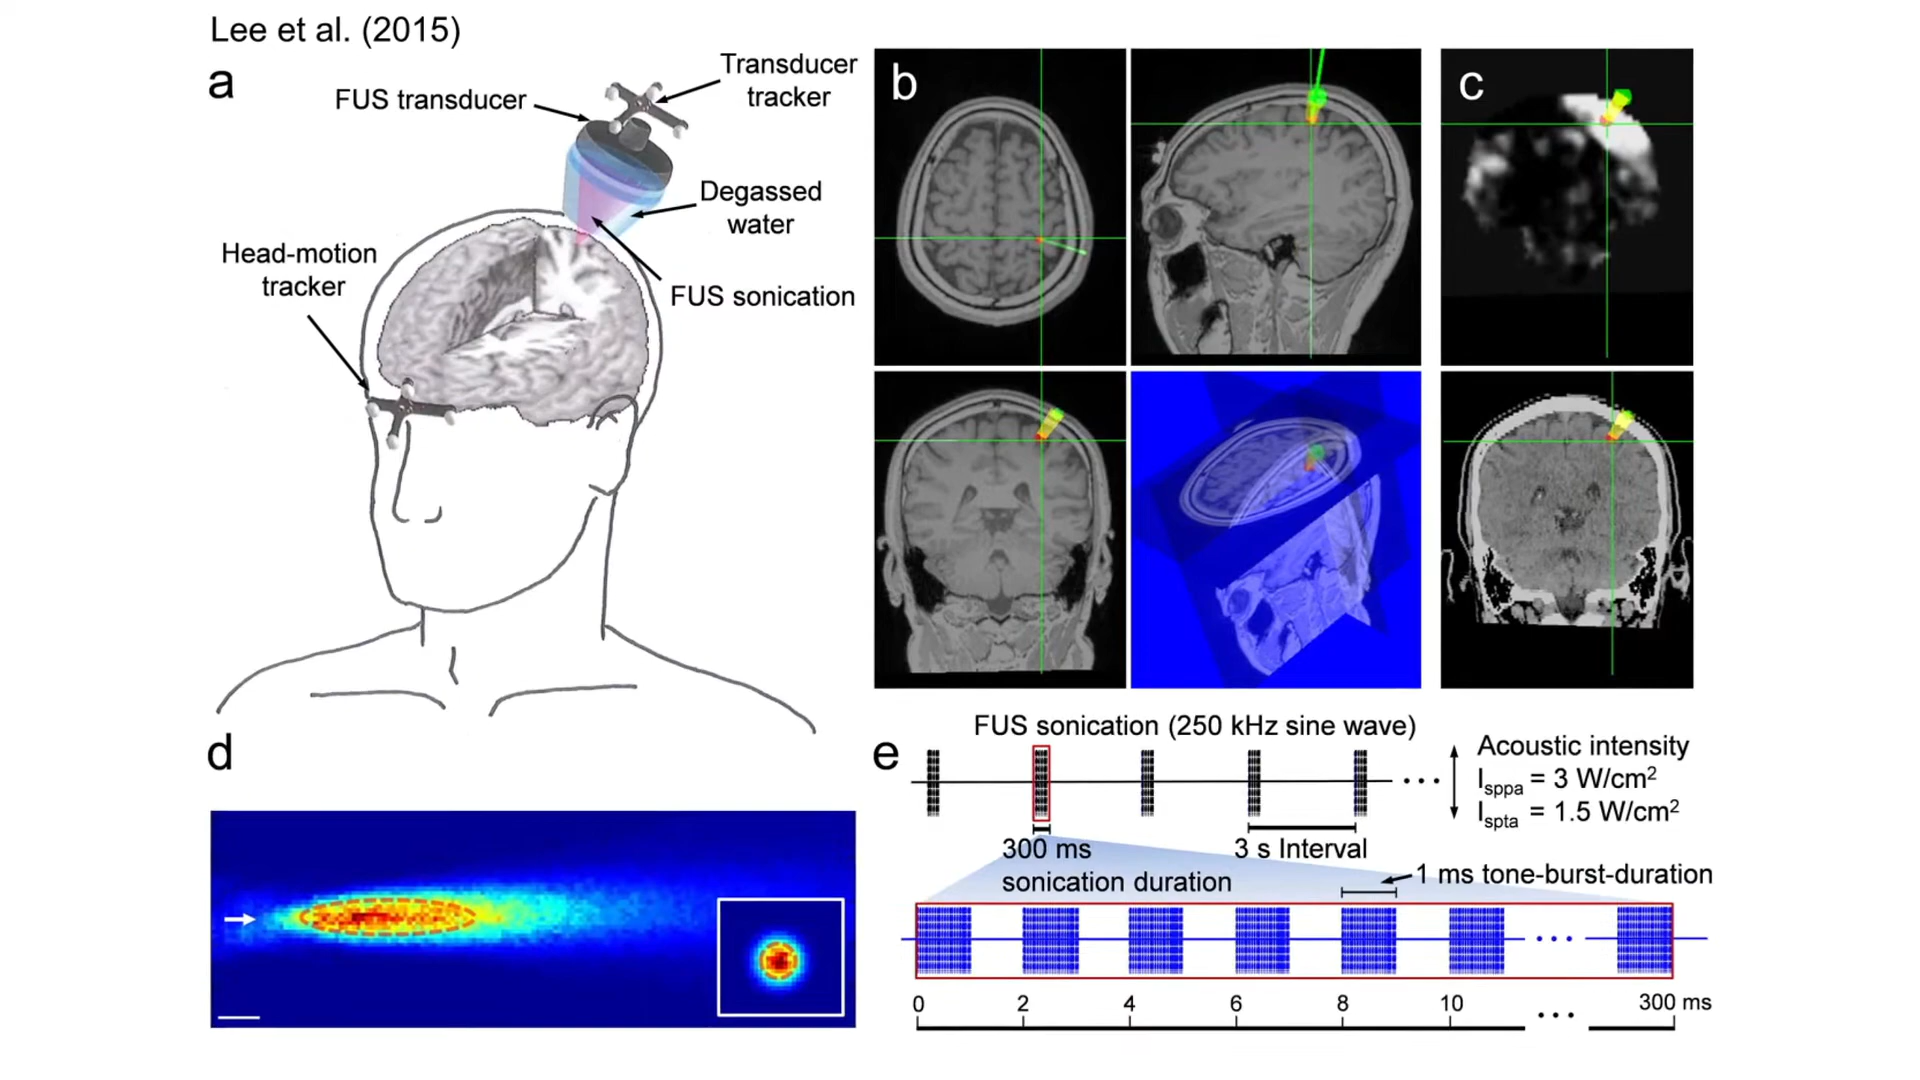 Lee et al. (2015)
a
FUS transducer
Transducer
tracker
Degassed
water
Head-motion
tracker
FUS sonication
b
c
d
e
FUS sonication (250 kHz sine wave)
Acoustic intensity
Isppa = 3 W/cm²
Ispta = 1.5 W/cm²
300 ms
sonication duration
3 s Interval
1 ms tone-burst-duration
0 2 4 6 8 10 300 ms